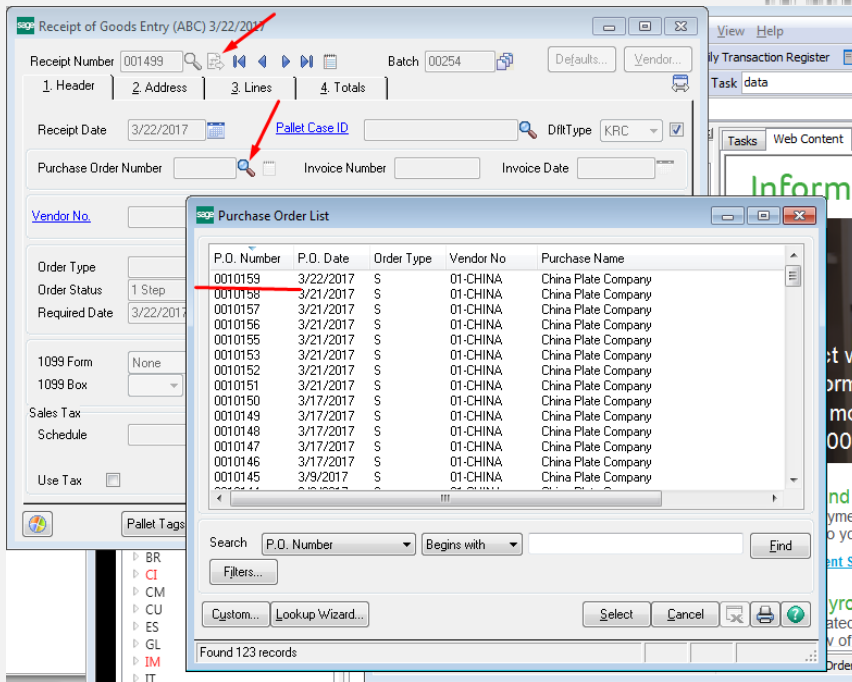 sage Receipt of Goods Entry (ABC) 3/22/2017
Receipt Number 001499 Batch 00254 Defaults... Vendor...
1. Header 2. Address 3. Lines 4. Totals
Receipt Date 3/22/2017 Pallet Case ID DfltType KRC
Purchase Order Number Invoice Number Invoice Date
Vendor No.
Order Type
Order Status 1 Step
Required Date 3/22/2017
1099 Form None
1099 Box
Sales Tax
Schedule
Use Tax
Pallet Tags
sage Purchase Order List
P.O. Number P.O. Date Order Type Vendor No Purchase Name
0010159 3/22/2017 S 01-CHINA China Plate Company
0010158 3/21/2017 S 01-CHINA China Plate Company
0010157 3/21/2017 S 01-CHINA China Plate Company
0010156 3/21/2017 S 01-CHINA China Plate Company
0010155 3/21/2017 S 01-CHINA China Plate Company
0010153 3/21/2017 S 01-CHINA China Plate Company
0010152 3/21/2017 S 01-CHINA China Plate Company
0010151 3/21/2017 S 01-CHINA China Plate Company
0010150 3/17/2017 S 01-CHINA China Plate Company
0010149 3/17/2017 S 01-CHINA China Plate Company
0010148 3/17/2017 S 01-CHINA China Plate Company
0010147 3/17/2017 S 01-CHINA China Plate Company
0010146 3/17/2017 S 01-CHINA China Plate Company
0010145 3/9/2017 S 01-CHINA China Plate Company
Search P.O. Number Begins with Find
Filters...
Custom... Lookup Wizard... Select Cancel
Found 123 records
BR
CI
CM
CU
ES
GL
IM
IT
View Help
ily Transaction Register
Task data
Tasks Web Content
Inform